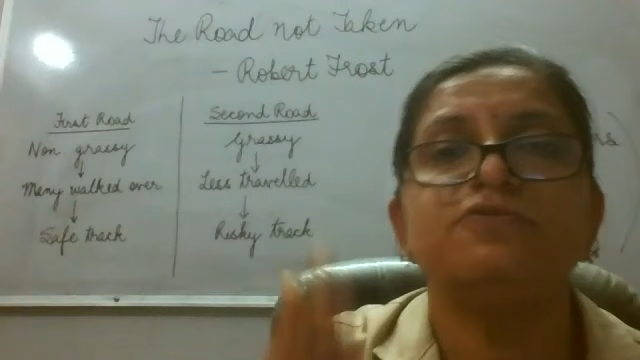 The Road not Taken
- Robert Frost
First Road
Non grassy
↓
Many walked over
↓
Safe track
Second Road
Grassy
↓
Less travelled
↓
Risky track